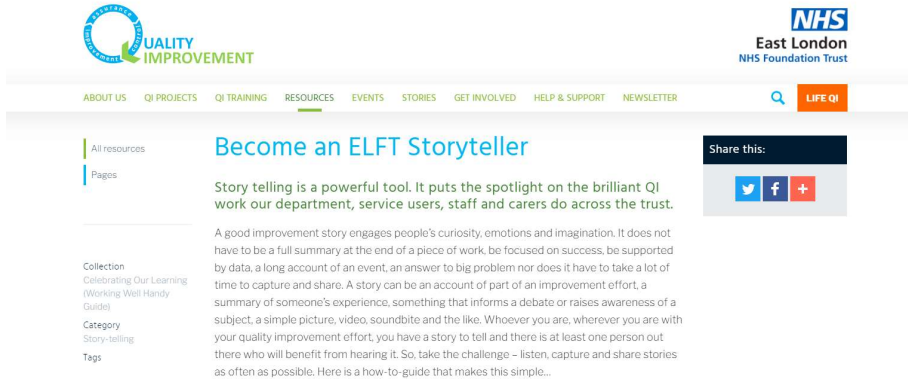 assurance
control
improvement
QUALITY
IMPROVEMENT
NHS
East London
NHS Foundation Trust
ABOUT US QI PROJECTS QI TRAINING RESOURCES EVENTS STORIES GET INVOLVED HELP & SUPPORT NEWSLETTER LIFE QI
All resources
Pages
Collection
Celebrating Our Learning
(Working Well Handy
Guide)
Category
Story-telling
Tags
Become an ELFT Storyteller
Story telling is a powerful tool. It puts the spotlight on the brilliant QI
work our department, service users, staff and carers do across the trust.
A good improvement story engages people's curiosity, emotions and imagination. It does not
have to be a full summary at the end of a piece of work, be focused on success, be supported
by data, a long account of an event, an answer to big problem nor does it have to take a lot of
time to capture and share. A story can be an account of part of an improvement effort, a
summary of someone's experience, something that informs a debate or raises awareness of a
subject, a simple picture, video, soundbite and the like. Whoever you are, wherever you are with
your quality improvement effort, you have a story to tell and there is at least one person out
there who will benefit from hearing it. So, take the challenge – listen, capture and share stories
as often as possible. Here is a how-to-guide that makes this simple...
Share this: